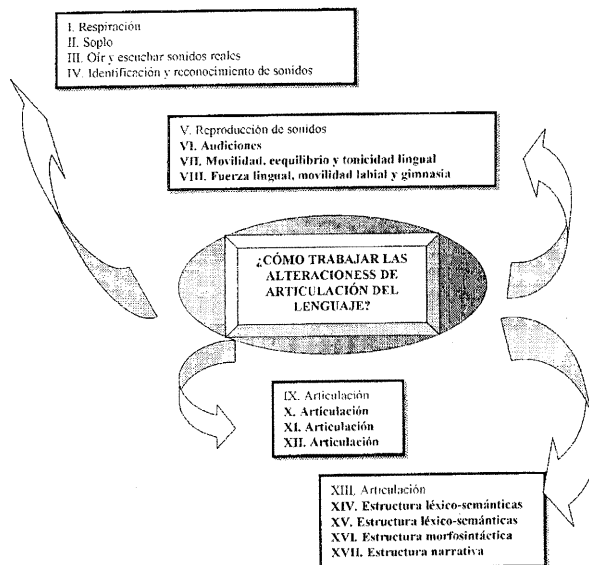 I. Respiración
II. Soplo
III. Oír y escuchar sonidos reales
IV. Identificación y reconocimiento de sonidos
V. Reproducción de sonidos
VI. Audiciones
VII. Movilidad, eequilibrio y tonicidad lingual
VIII. Fuerza lingual, movilidad labial y gimnasia
¿CÓMO TRABAJAR LAS
ALTERACIONESS DE
ARTICULACIÓN DEL
LENGUAJE?
IX. Articulación
X. Articulación
XI. Articulación
XII. Articulación
XIII. Articulación
XIV. Estructura léxico-semánticas
XV. Estructura léxico-semánticas
XVI. Estructura morfosintáctica
XVII. Estructura narrativa